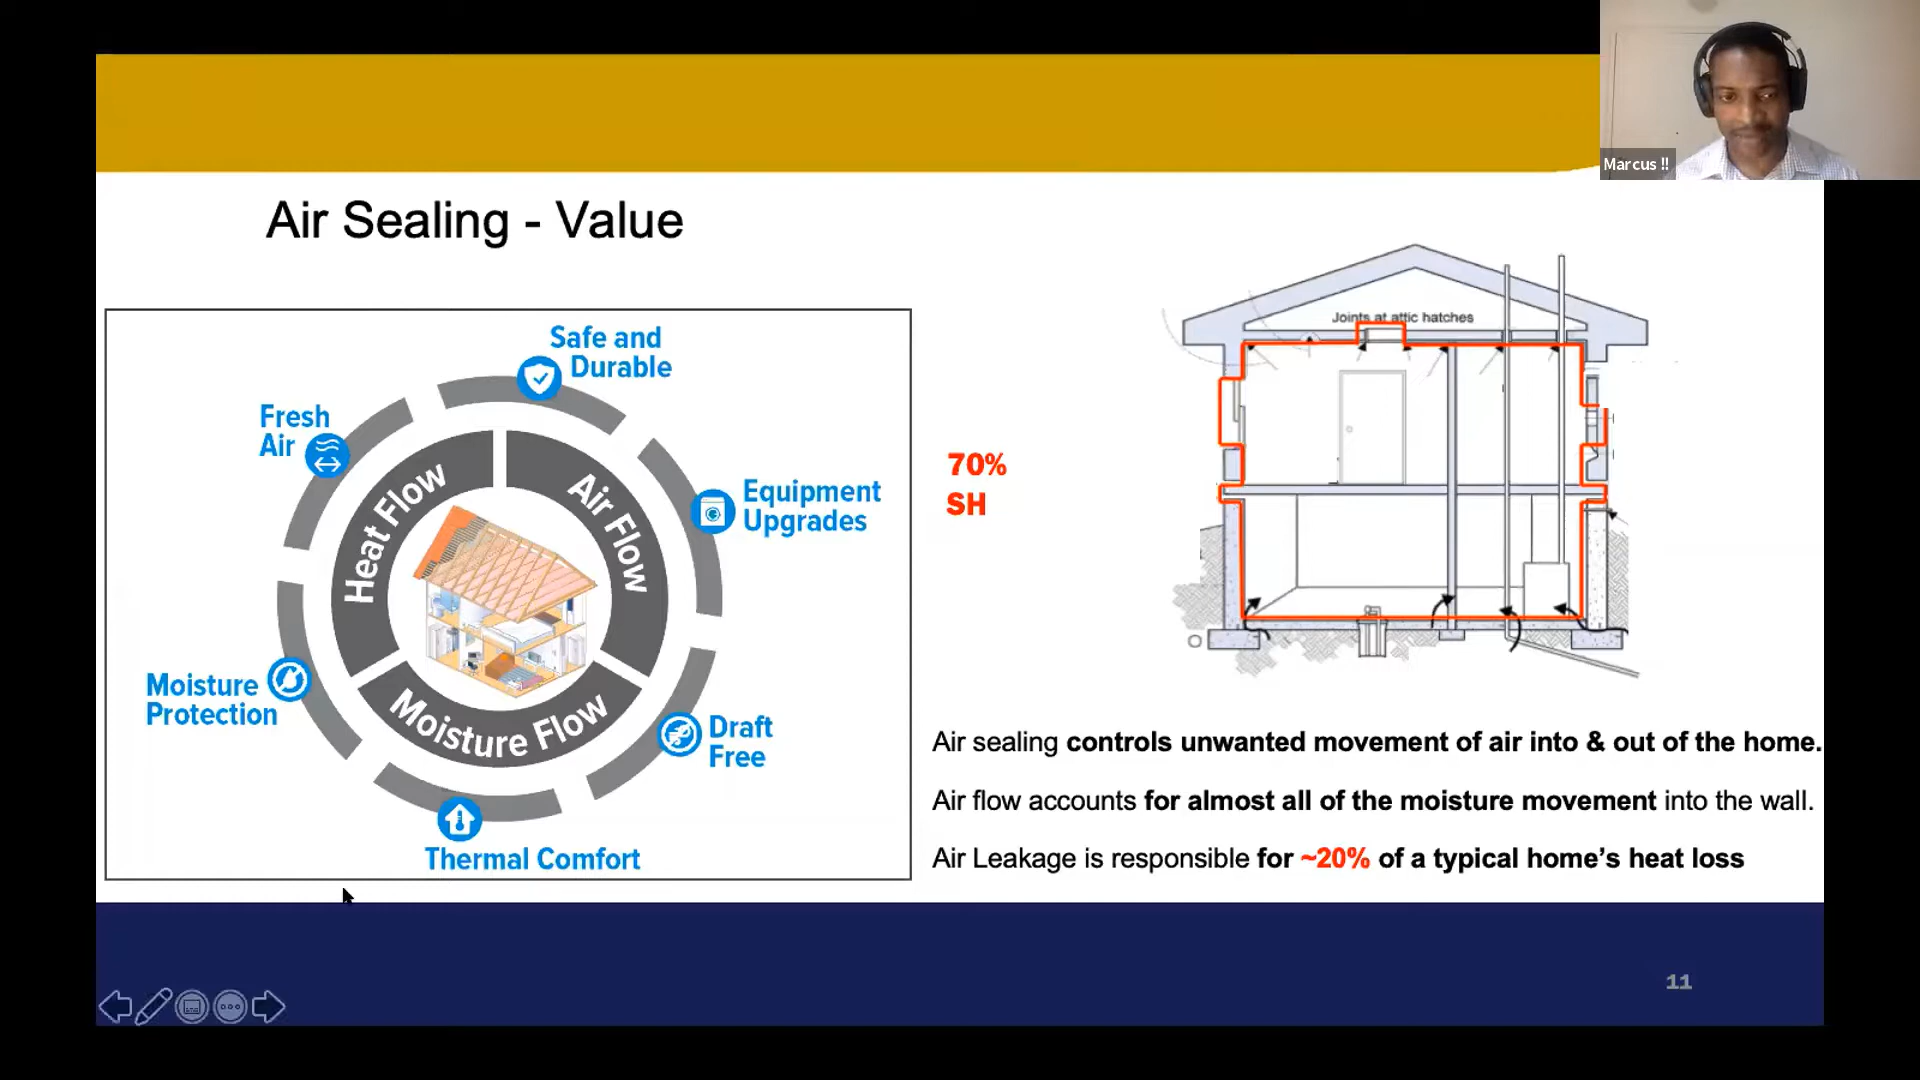 Marcus !!
Air Sealing - Value
Safe and
Durable
Fresh
Air
Equipment
Upgrades
Heat Flow
Air Flow
Moisture Flow
Moisture
Protection
Draft
Free
Thermal Comfort
70%
SH
Joints at attic hatches
Air sealing controls unwanted movement of air into & out of the home.
Air flow accounts for almost all of the moisture movement into the wall.
Air Leakage is responsible for ~20% of a typical home's heat loss
11